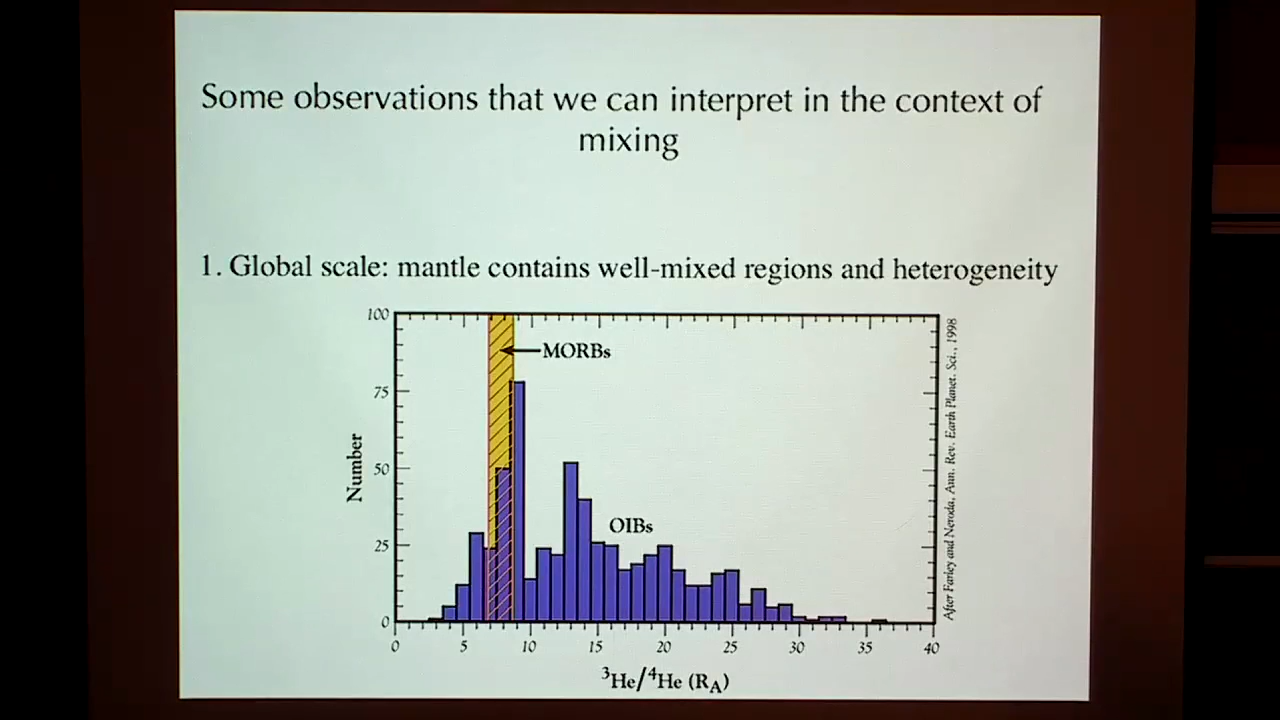 Some observations that we can interpret in the context of
mixing
1. Global scale: mantle contains well-mixed regions and heterogeneity
100
75
50
25
0
Number
MORBs
OIBs
0 5 10 15 20 25 30 35 40
³He/⁴He (R_A)
After Farley and Neroda, Ann. Rev. Earth Planet. Sci., 1998